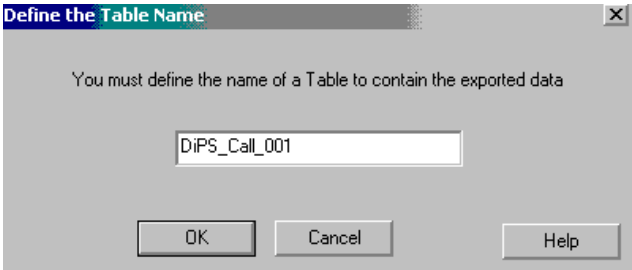 Define the Table Name
You must define the name of a Table to contain the exported data
DiPS_Call_001
OK Cancel Help